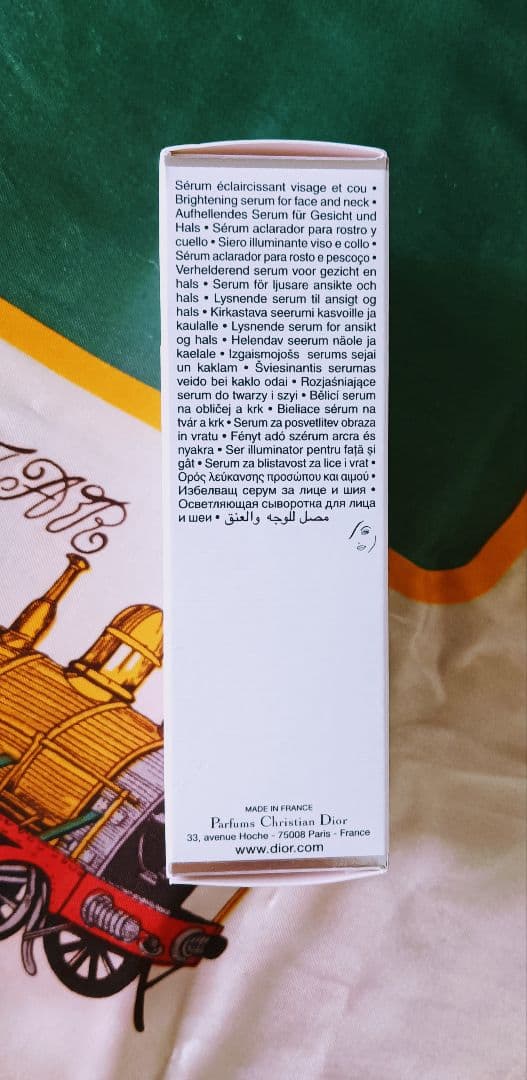 Sérum éclaircissant visage et cou •
Brightening serum for face and neck •
Aufhellendes Serum für Gesicht und
Hals • Sérum aclarador para rostro y
cuello • Siero illuminante viso e collo •
Sérum aclarador para rosto e pescoço •
Verhelderend serum voor gezicht en
hals • Serum för ljusare ansikte och
hals • Lysnende serum til ansigt og
hals • Kirkastava seerumi kasvoille ja
kaulalle • Lysnende serum for ansikt
og hals • Helendav seerum näole ja
kaelale • Izgaismojošs serums sejai
un kaklam • Šviesinantis serumas
veido bei kaklo odai • Rozjaśniające
serum do twarzy i szyi • Bělicí serum
na obličej a krk • Bieliace sérum na
tvár a krk • Serum za posvetlitev obraza
in vratu • Fényt adó szérum arcra és
nyakra • Ser iluminator pentru faţă şi
gât • Serum za blistavost za lice i vrat •
Ορός λεύκανσης προσώπου και αιμού •
Избелващ серум за лице и шия •
Осветляющая сыворотка для лица
и шеи • مصل للوجه والعنق
MADE IN FRANCE
Parfums Christian Dior
33, avenue Hoche - 75008 Paris - France
www.dior.com